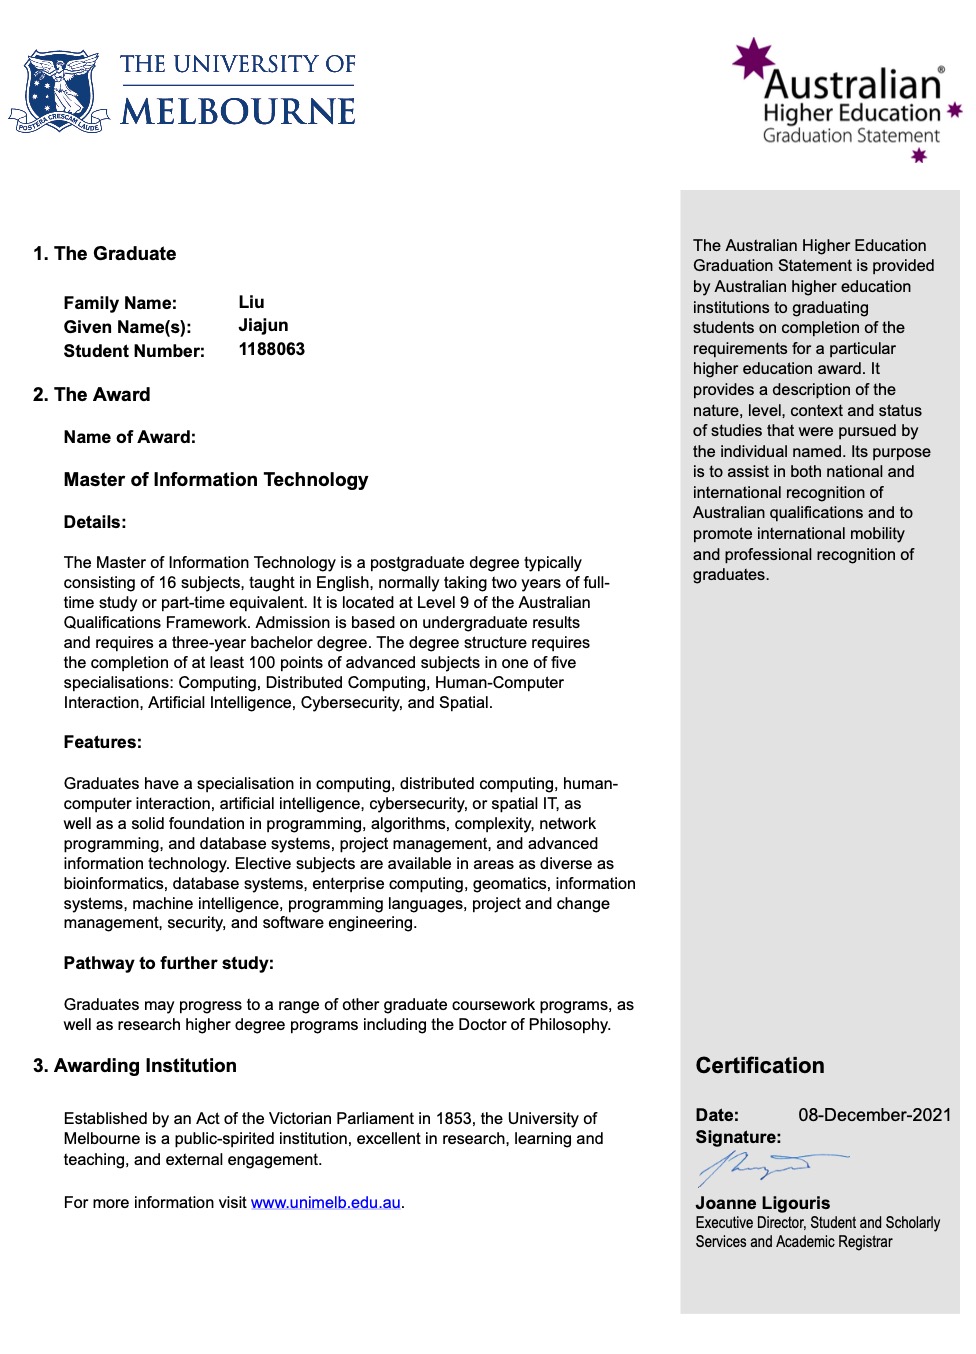 THE UNIVERSITY OF
MELBOURNE
POSTERA CRESCAM LAUDE
Australian®
Higher Education
Graduation Statement
1. The Graduate
Family Name: Liu
Given Name(s): Jiajun
Student Number: 1188063
2. The Award
Name of Award:
Master of Information Technology
Details:
The Master of Information Technology is a postgraduate degree typically
consisting of 16 subjects, taught in English, normally taking two years of full-
time study or part-time equivalent. It is located at Level 9 of the Australian
Qualifications Framework. Admission is based on undergraduate results
and requires a three-year bachelor degree. The degree structure requires
the completion of at least 100 points of advanced subjects in one of five
specialisations: Computing, Distributed Computing, Human-Computer
Interaction, Artificial Intelligence, Cybersecurity, and Spatial.
Features:
Graduates have a specialisation in computing, distributed computing, human-
computer interaction, artificial intelligence, cybersecurity, or spatial IT, as
well as a solid foundation in programming, algorithms, complexity, network
programming, and database systems, project management, and advanced
information technology. Elective subjects are available in areas as diverse as
bioinformatics, database systems, enterprise computing, geomatics, information
systems, machine intelligence, programming languages, project and change
management, security, and software engineering.
Pathway to further study:
Graduates may progress to a range of other graduate coursework programs, as
well as research higher degree programs including the Doctor of Philosophy.
3. Awarding Institution
Established by an Act of the Victorian Parliament in 1853, the University of
Melbourne is a public-spirited institution, excellent in research, learning and
teaching, and external engagement.
For more information visit www.unimelb.edu.au.
The Australian Higher Education
Graduation Statement is provided
by Australian higher education
institutions to graduating
students on completion of the
requirements for a particular
higher education award. It
provides a description of the
nature, level, context and status
of studies that were pursued by
the individual named. Its purpose
is to assist in both national and
international recognition of
Australian qualifications and to
promote international mobility
and professional recognition of
graduates.
Certification
Date: 08-December-2021
Signature:
Joanne Ligouris
Executive Director, Student and Scholarly
Services and Academic Registrar